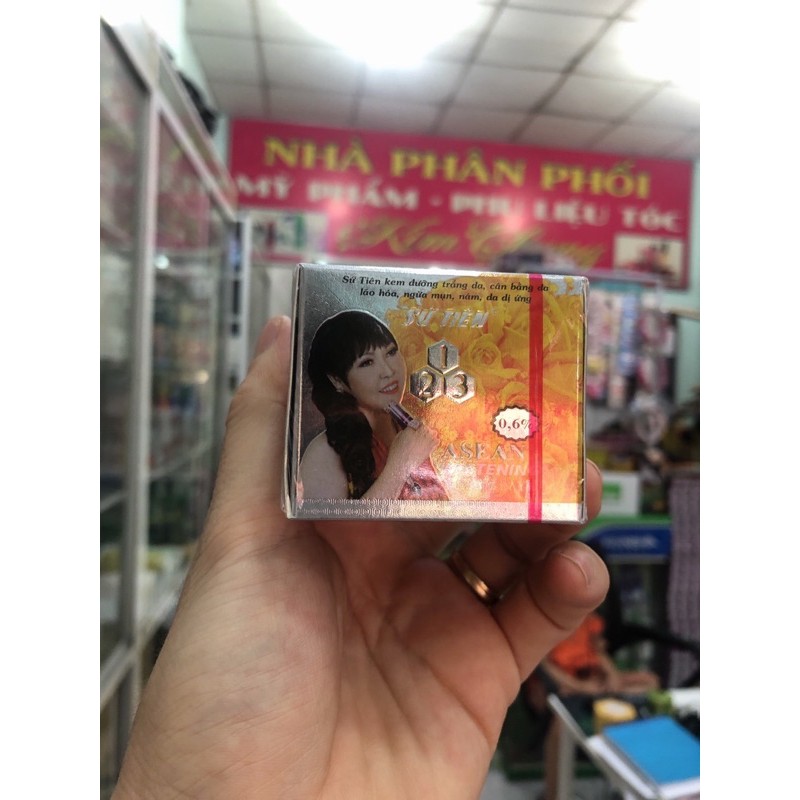 NHÀ PHÂN PHỐI
MỸ PHẨM - PHỤ LIỆU TÓC
Kim
Sứ Tiên kem dưỡng trắng da, cân bằng da
lão hóa, ngừa mụn, nám, da dị ứng
SỨ TIÊN
1
2 3
0,6%
ASEAN